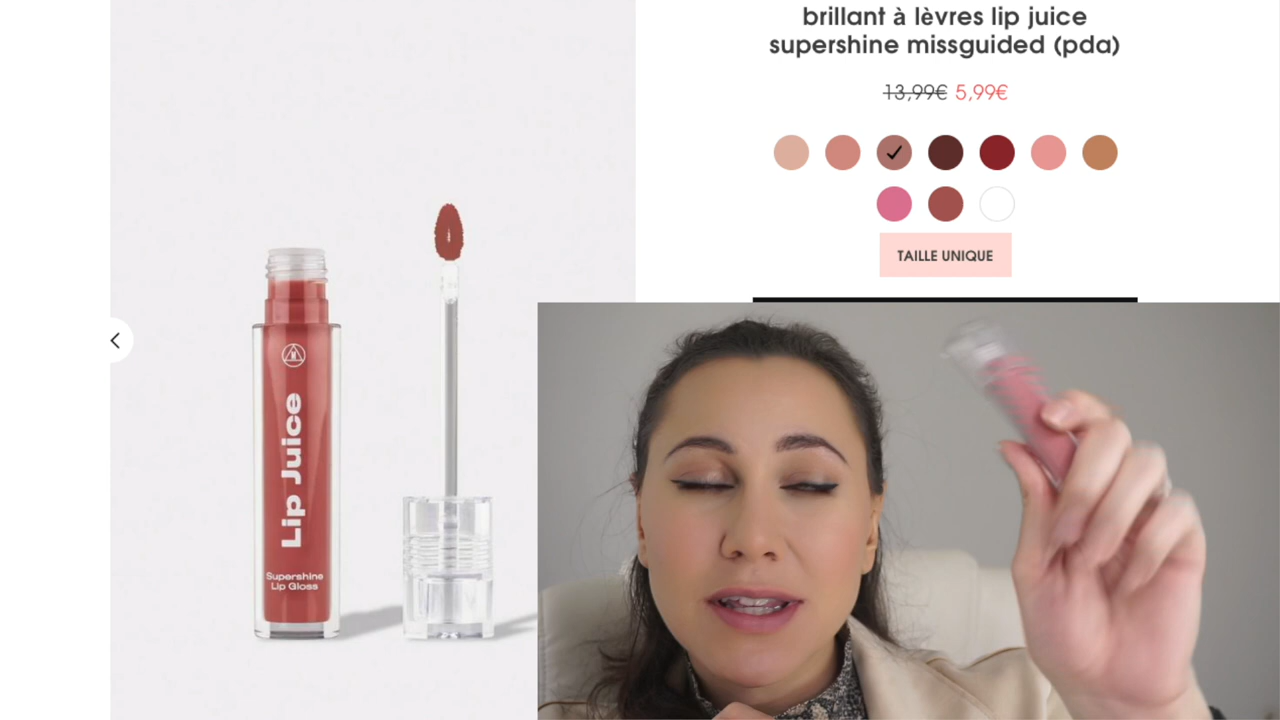 brillant à lèvres lip juice
supershine missguided (pda)
13,99€ 5,99€
TAILLE UNIQUE
Lip Juice
Supershine
Lip Gloss